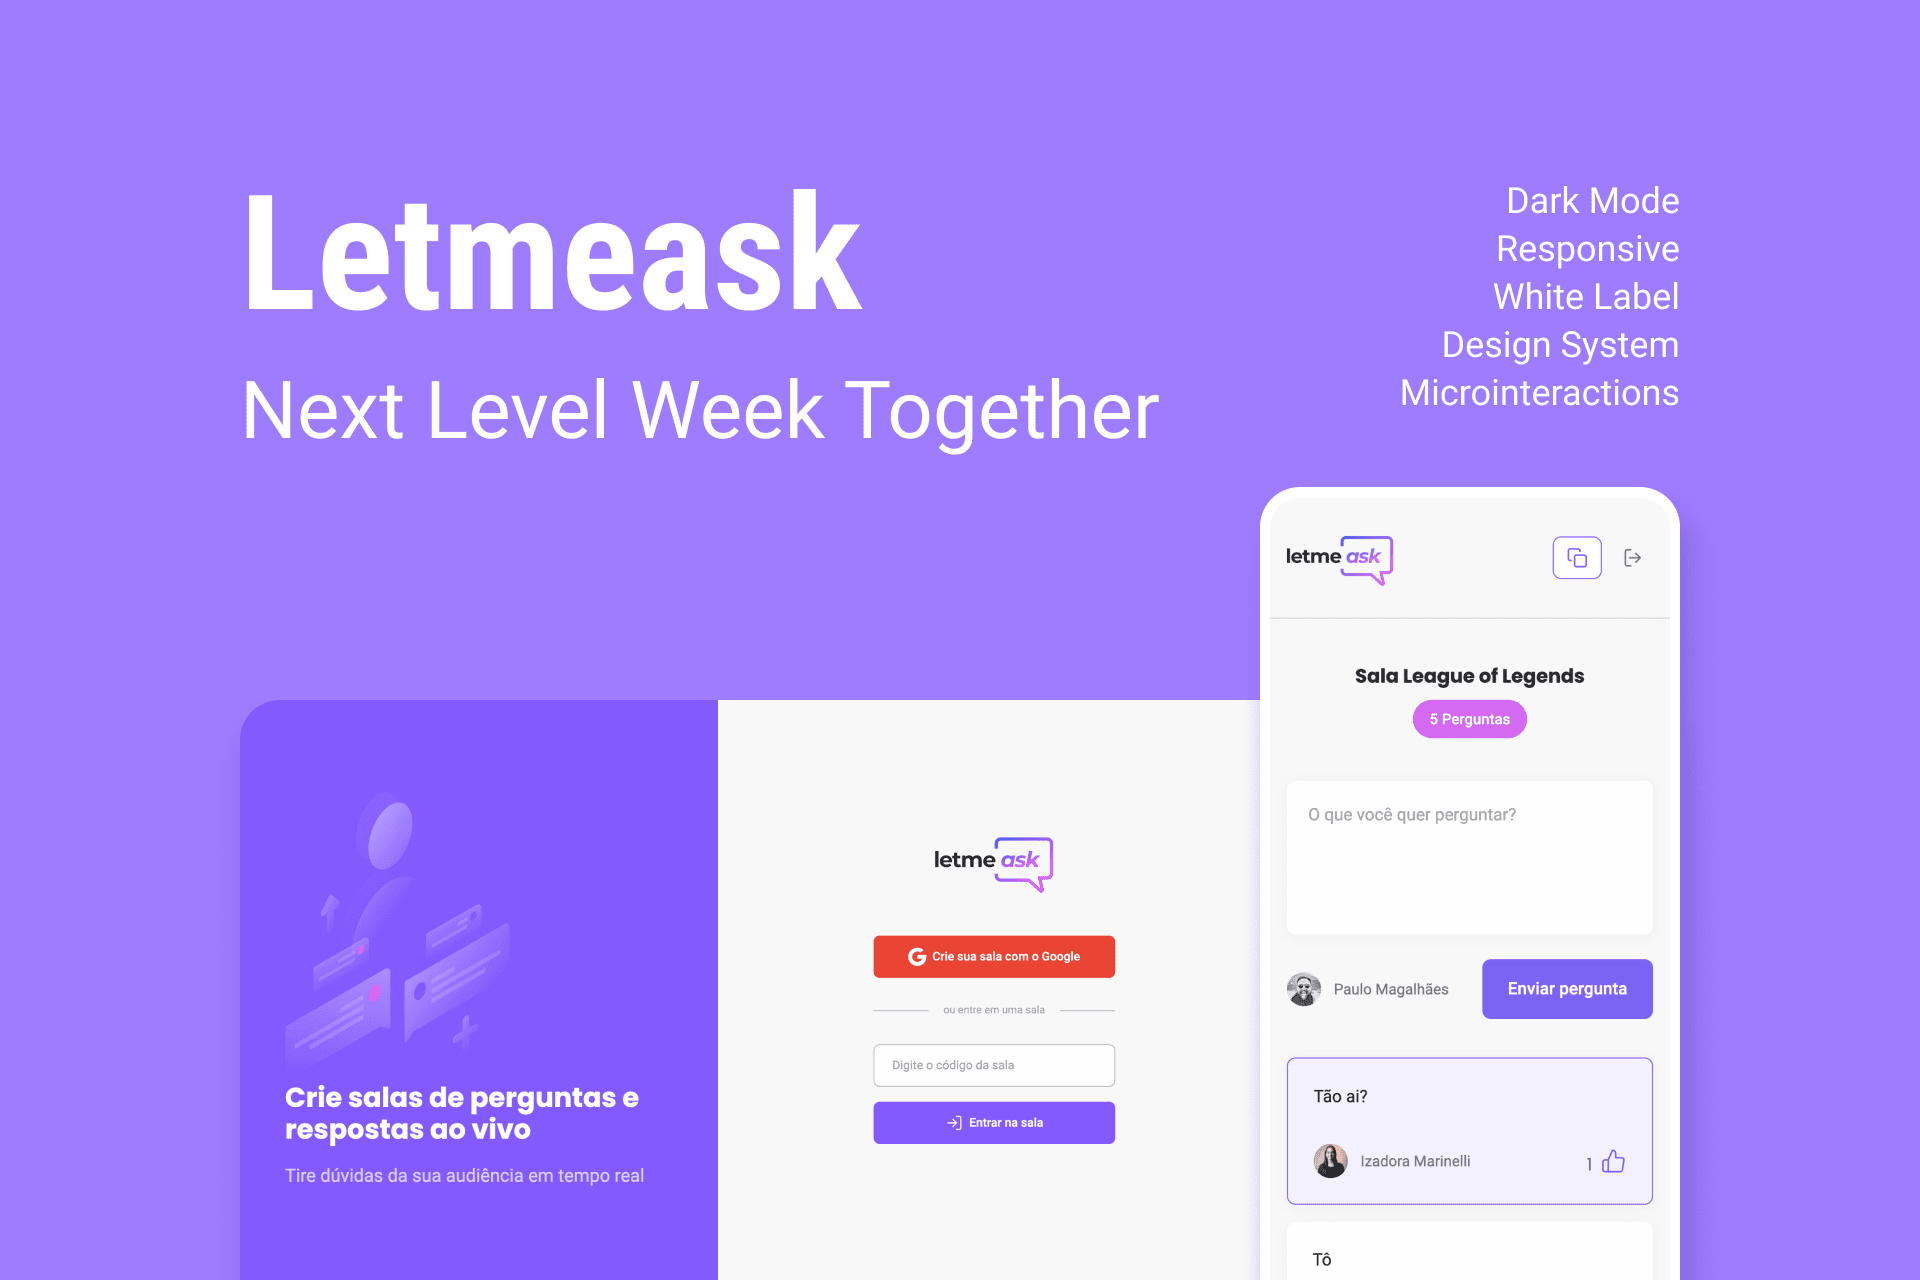 Letmeask
Next Level Week Together
Dark Mode
Responsive
White Label
Design System
Microinteractions
Crie salas de perguntas e
respostas ao vivo
Tire dúvidas da sua audiência em tempo real
letme ask
Crie sua sala com o Google
ou entre em uma sala
Digite o código da sala
Entrar na sala
letme ask
Sala League of Legends
5 Perguntas
O que você quer perguntar?
Paulo Magalhães
Enviar pergunta
Tão ai?
Izadora Marinelli
1
Tô